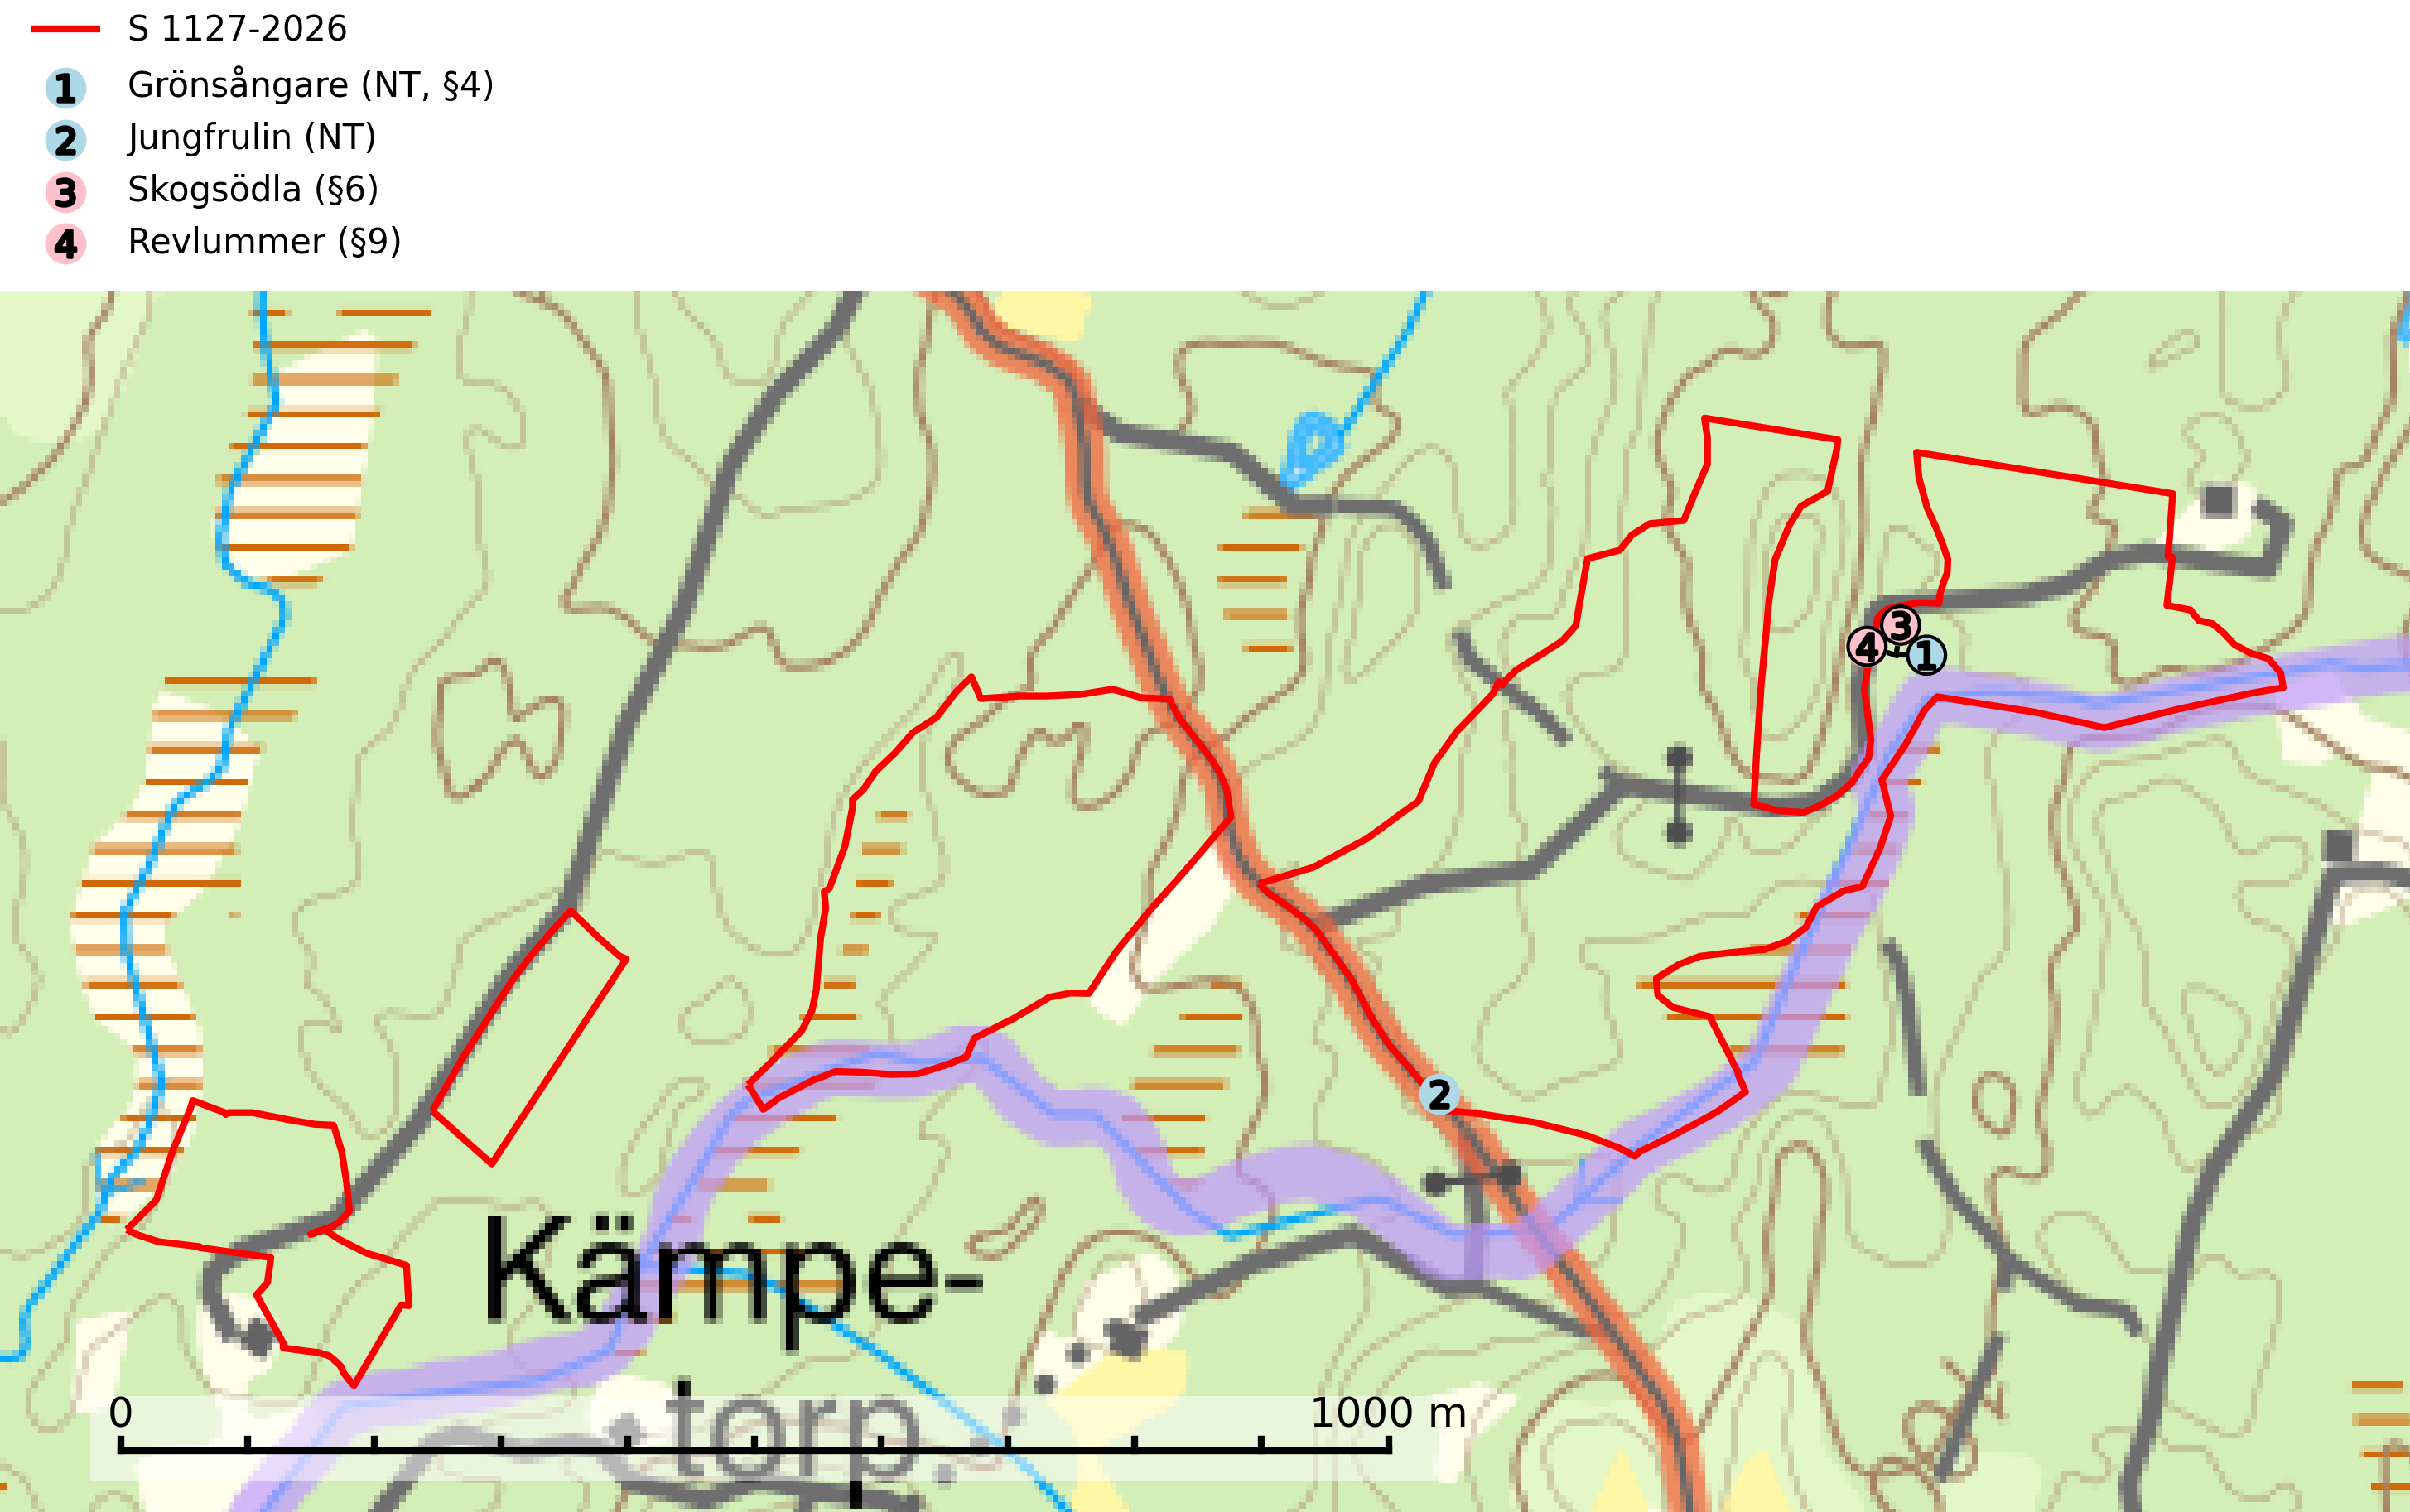 S 1127-2026
1 Grönsångare (NT, §4)
2 Jungfrulin (NT)
3 Skogsödla (§6)
4 Revlummer (§9)
3
4 1
2
Kämpe-
torp.
0 1000 m